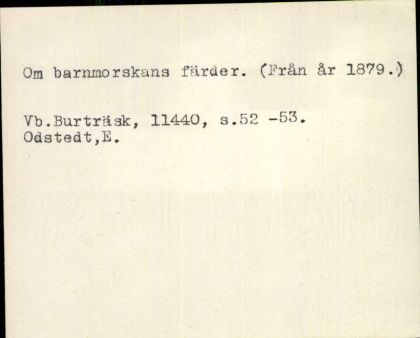 Om barnmorskans färder. (Från år 1879.)
Vb.Burträsk, 11440, s.52 -53.
Odstedt,E.